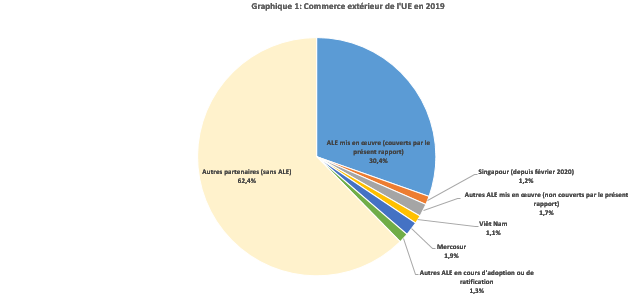 Graphique 1: Commerce extérieur de l'UE en 2019
ALE mis en œuvre (couverts par le
présent rapport)
30,4%
Autres partenaires (sans ALE)
62,4%
Singapour (depuis février 2020)
1,2%
Autres ALE mis en œuvre (non couverts par le présent
rapport)
1,7%
Viêt Nam
1,1%
Mercosur
1,9%
Autres ALE en cours d'adoption ou de
ratification
1,3%